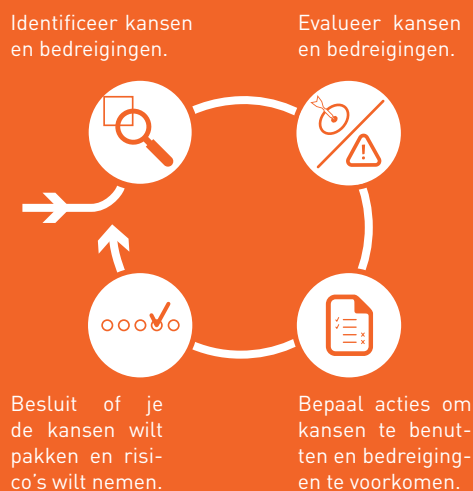 Identificeer kansen
en bedreigingen.
Evalueer kansen
en bedreigingen.
Bepaal acties om
kansen te benut-
ten en bedreiging-
en te voorkomen.
Besluit of je
de kansen wilt
pakken en risi-
co's wilt nemen.